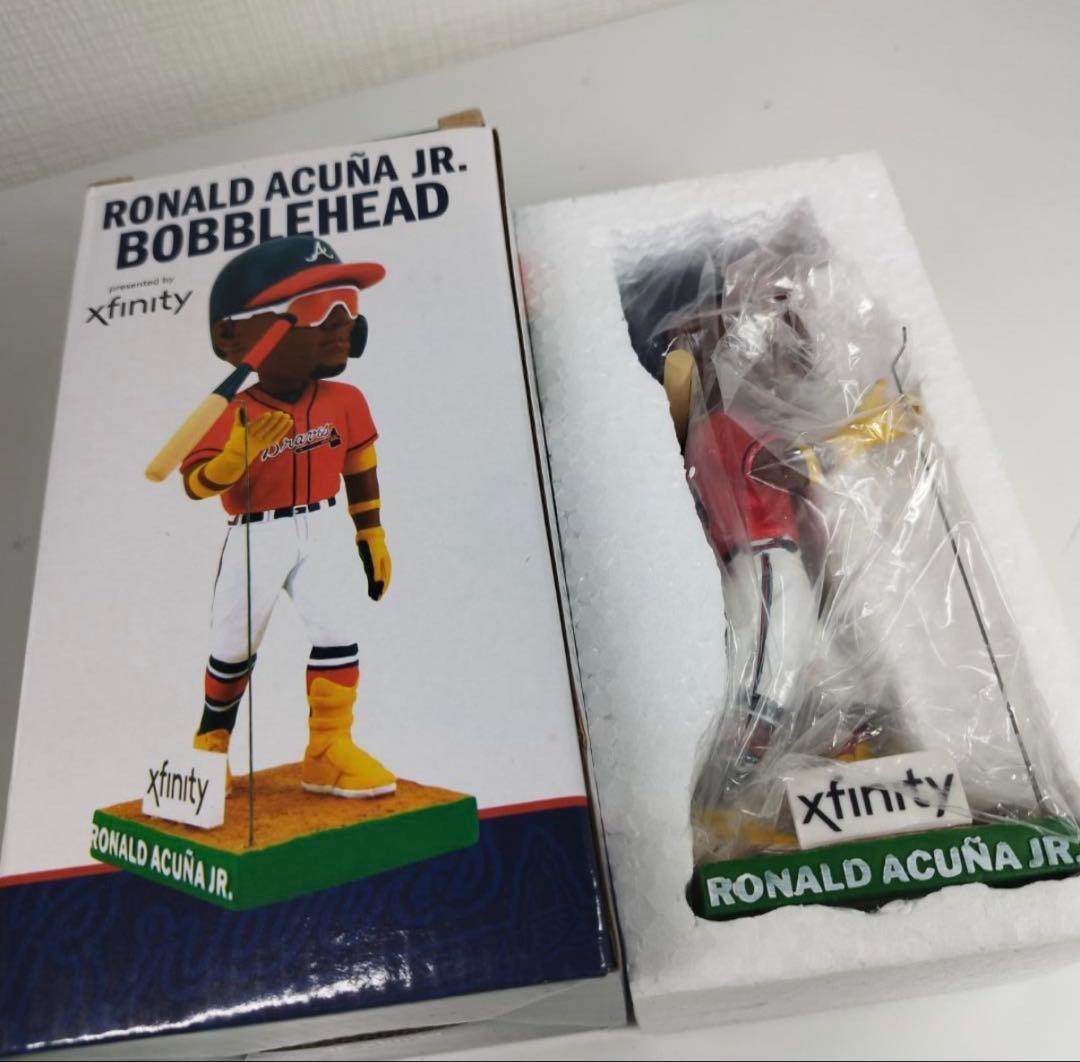 RONALD ACUÑA JR.
BOBBLEHEAD
presented by
xfinity
A
Braves
xfinity
RONALD ACUÑA JR.
xfinity
RONALD ACUÑA JR.